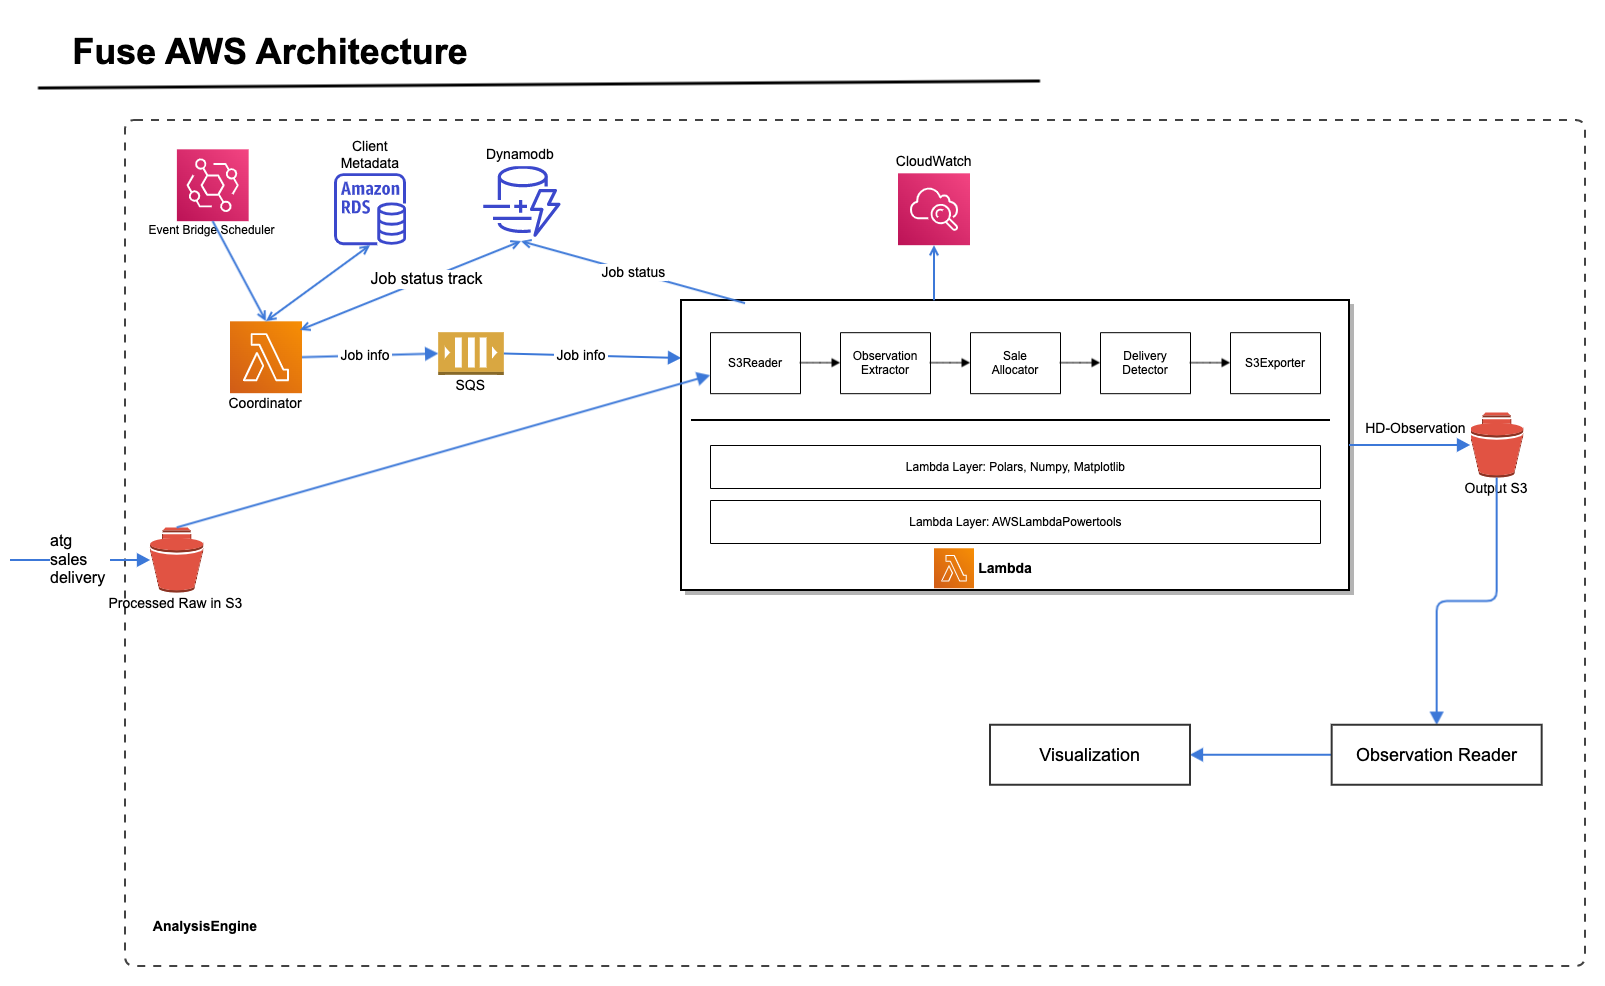 Fuse AWS Architecture
Client
Metadata
Dynamodb
CloudWatch
Amazon
RDS
Event Bridge Scheduler
Job status track
Job status
Job info
Job info
Coordinator
SQS
S3Reader
Observation
Extractor
Sale
Allocator
Delivery
Detector
S3Exporter
HD-Observation
Lambda Layer: Polars, Numpy, Matplotlib
Output S3
Lambda Layer: AWSLambdaPowertools
Lambda
atg
sales
delivery
Processed Raw in S3
Visualization
Observation Reader
AnalysisEngine